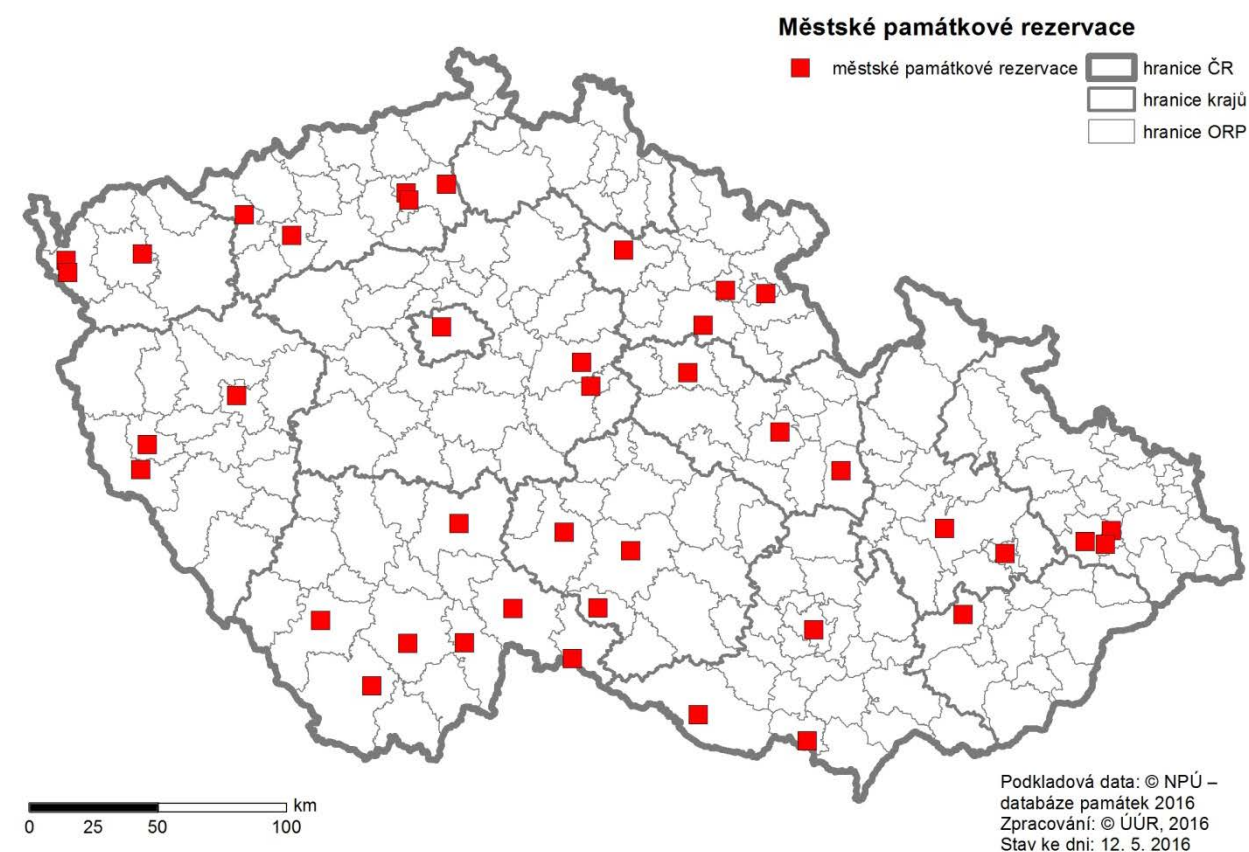 Městské památkové rezervace
městské památkové rezervace
hranice ČR
hranice krajů
hranice ORP
km
0 25 50 100
Podkladová data: © NPÚ –
databáze památek 2016
Zpracování: © ÚÚR, 2016
Stav ke dni: 12. 5. 2016